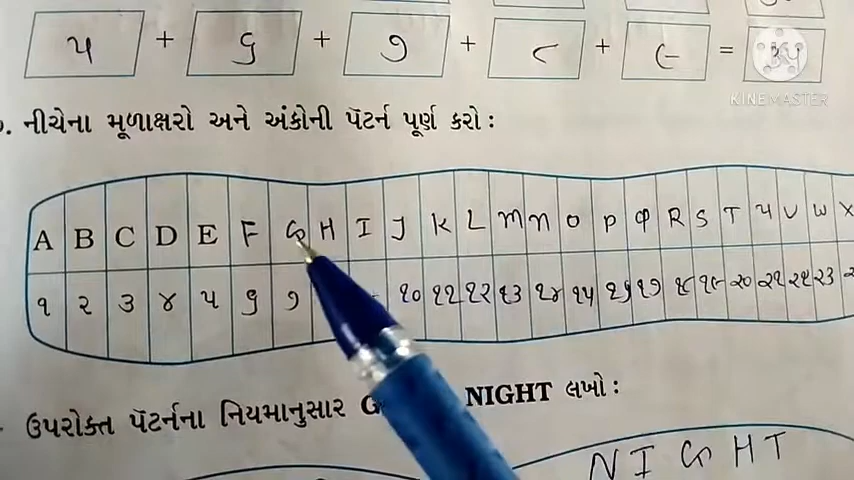 ૫ + ૬ + ૭ + ૮ + ૯ = ૩૫
KINEMASTER
. નીચેના મૂળાક્ષરો અને અંકોની પૅટર્ન પૂર્ણ કરો :
A B C D E F G H I J K L M N O P Q R S T U V W X
૧ ૨ ૩ ૪ ૫ ૬ ૭ ૧૦ ૧૧ ૧૨ ૧૩ ૧૪ ૧૫ ૧૬ ૧૭ ૧૮ ૧૯ ૨૦ ૨૧ ૨૨ ૨૩
ઉપરોક્ત પૅટર્નના નિયમાનુસાર NIGHT લખો :
NIGHT